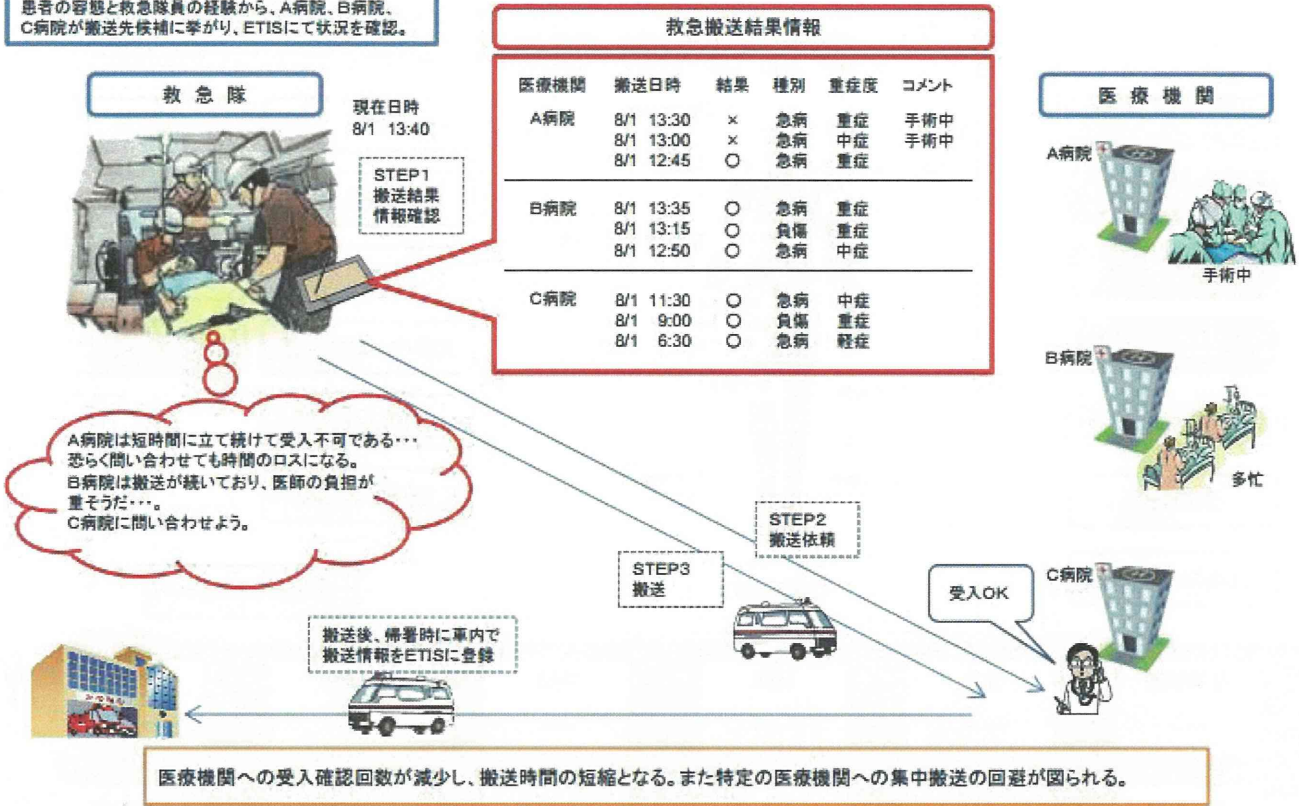 患者の容態と救急隊員の経験から、A病院、B病院、
C病院が搬送先候補に挙がり、ETISにて状況を確認。
救急隊
現在日時
8/1 13:40
STEP1
搬送結果
情報確認
救急搬送結果情報
医療機関 搬送日時 結果 種別 重症度 コメント
A病院 8/1 13:30 × 急病 重症 手術中
8/1 13:00 × 急病 中症 手術中
8/1 12:45 ○ 急病 重症
B病院 8/1 13:35 ○ 急病 重症
8/1 13:15 ○ 負傷 重症
8/1 12:50 ○ 急病 中症
C病院 8/1 11:30 ○ 急病 中症
8/1 9:00 ○ 負傷 重症
8/1 6:30 ○ 急病 軽症
医療機関
A病院
手術中
B病院
多忙
C病院
A病院は短時間に立て続けて受入不可である・・・
恐らく問い合わせても時間のロスになる。
B病院は搬送が続いており、医師の負担が
重そうだ・・・。
C病院に問い合わせよう。
STEP2
搬送依頼
STEP3
搬送
受入OK
搬送後、帰署時に車内で
搬送情報をETISに登録
医療機関への受入確認回数が減少し、搬送時間の短縮となる。また特定の医療機関への集中搬送の回避が図られる。